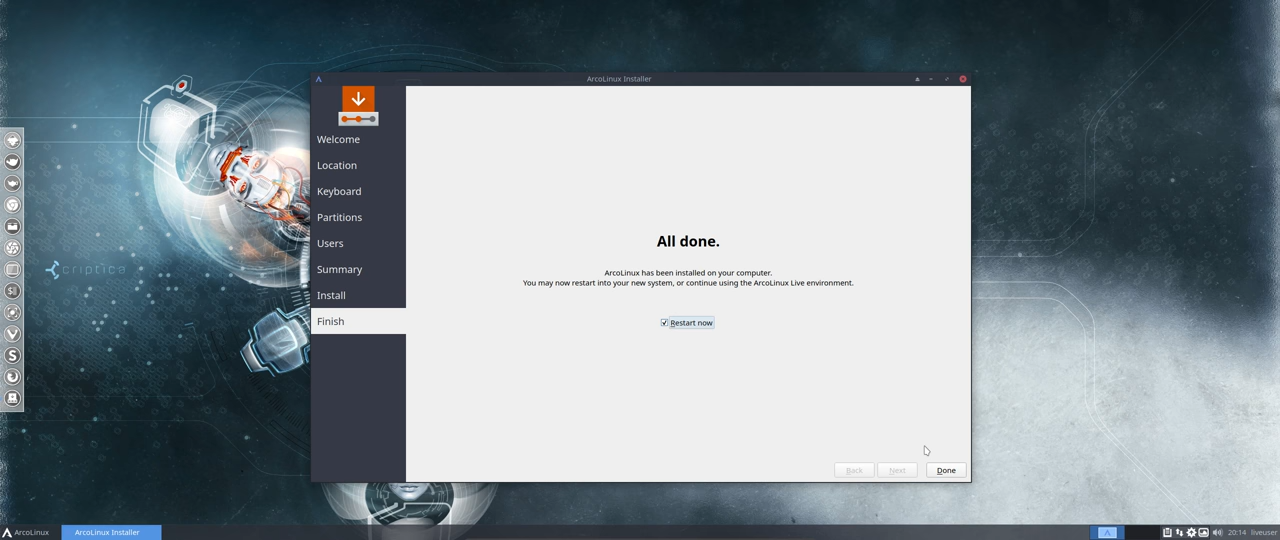 ArcoLinux Installer
Welcome
Location
Keyboard
Partitions
Users
Summary
Install
Finish
All done.
ArcoLinux has been installed on your computer.
You may now restart into your new system, or continue using the ArcoLinux Live environment.
Restart now
Back
Next
Done
criptica
ArcoLinux
ArcoLinux Installer
20:14
liveuser